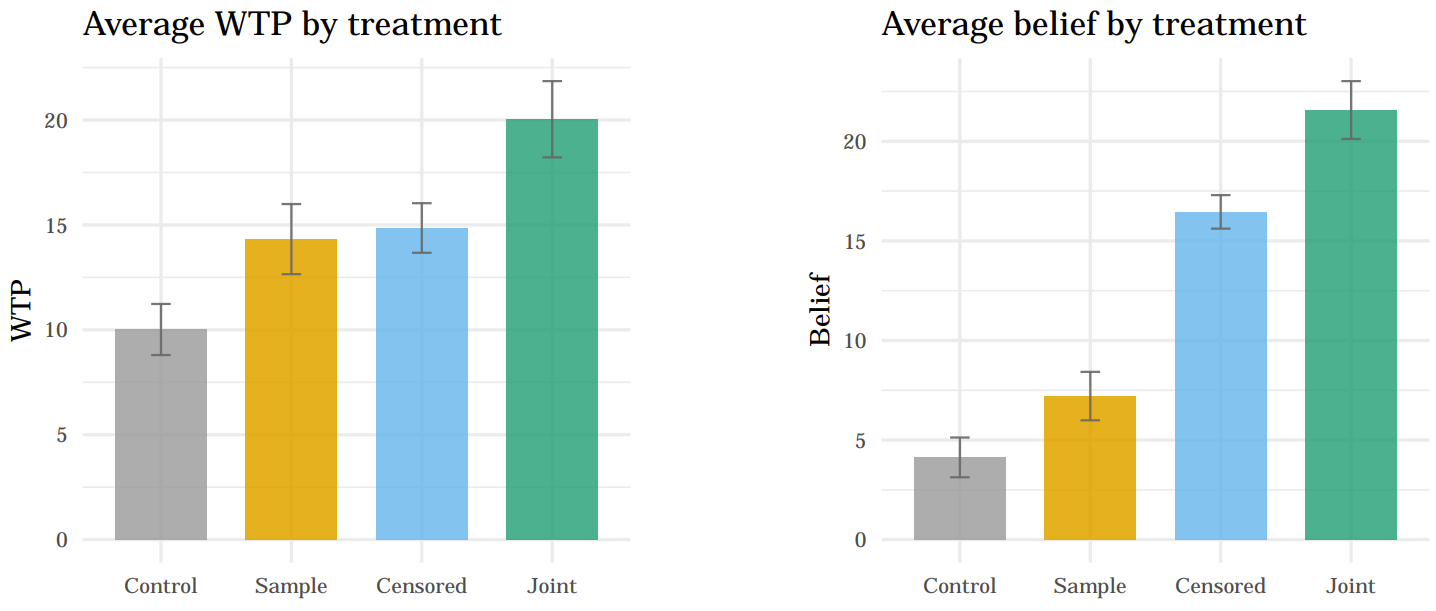 Average WTP by treatment
WTP
20
15
10
5
0
Control Sample Censored Joint
Average belief by treatment
Belief
20
15
10
5
0
Control Sample Censored Joint